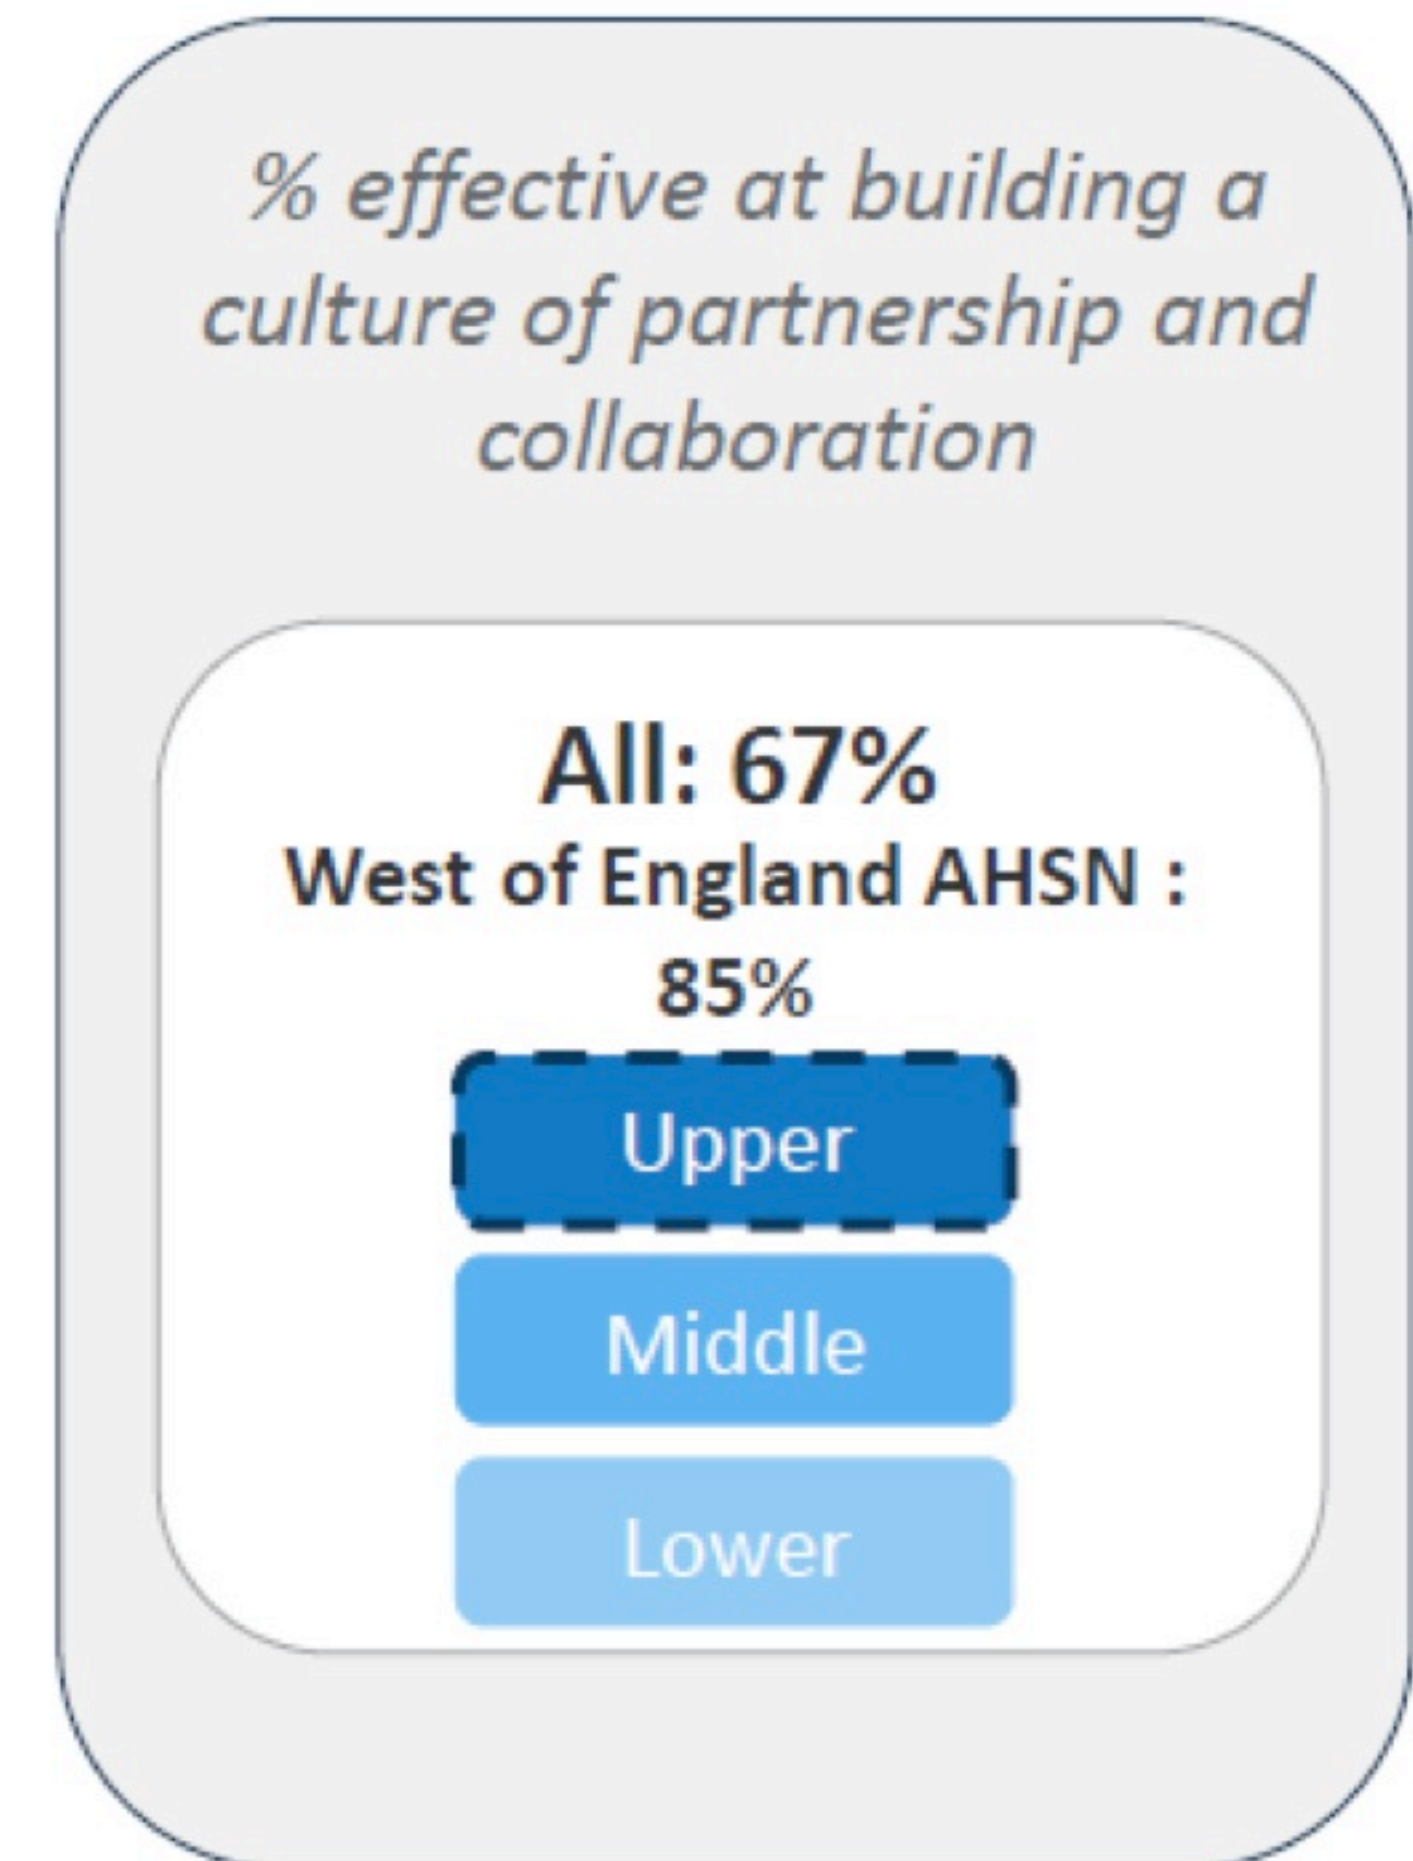 % effective at building a
culture of partnership and
collaboration
All: 67%
West of England AHSN :
85%
Upper
Middle
Lower